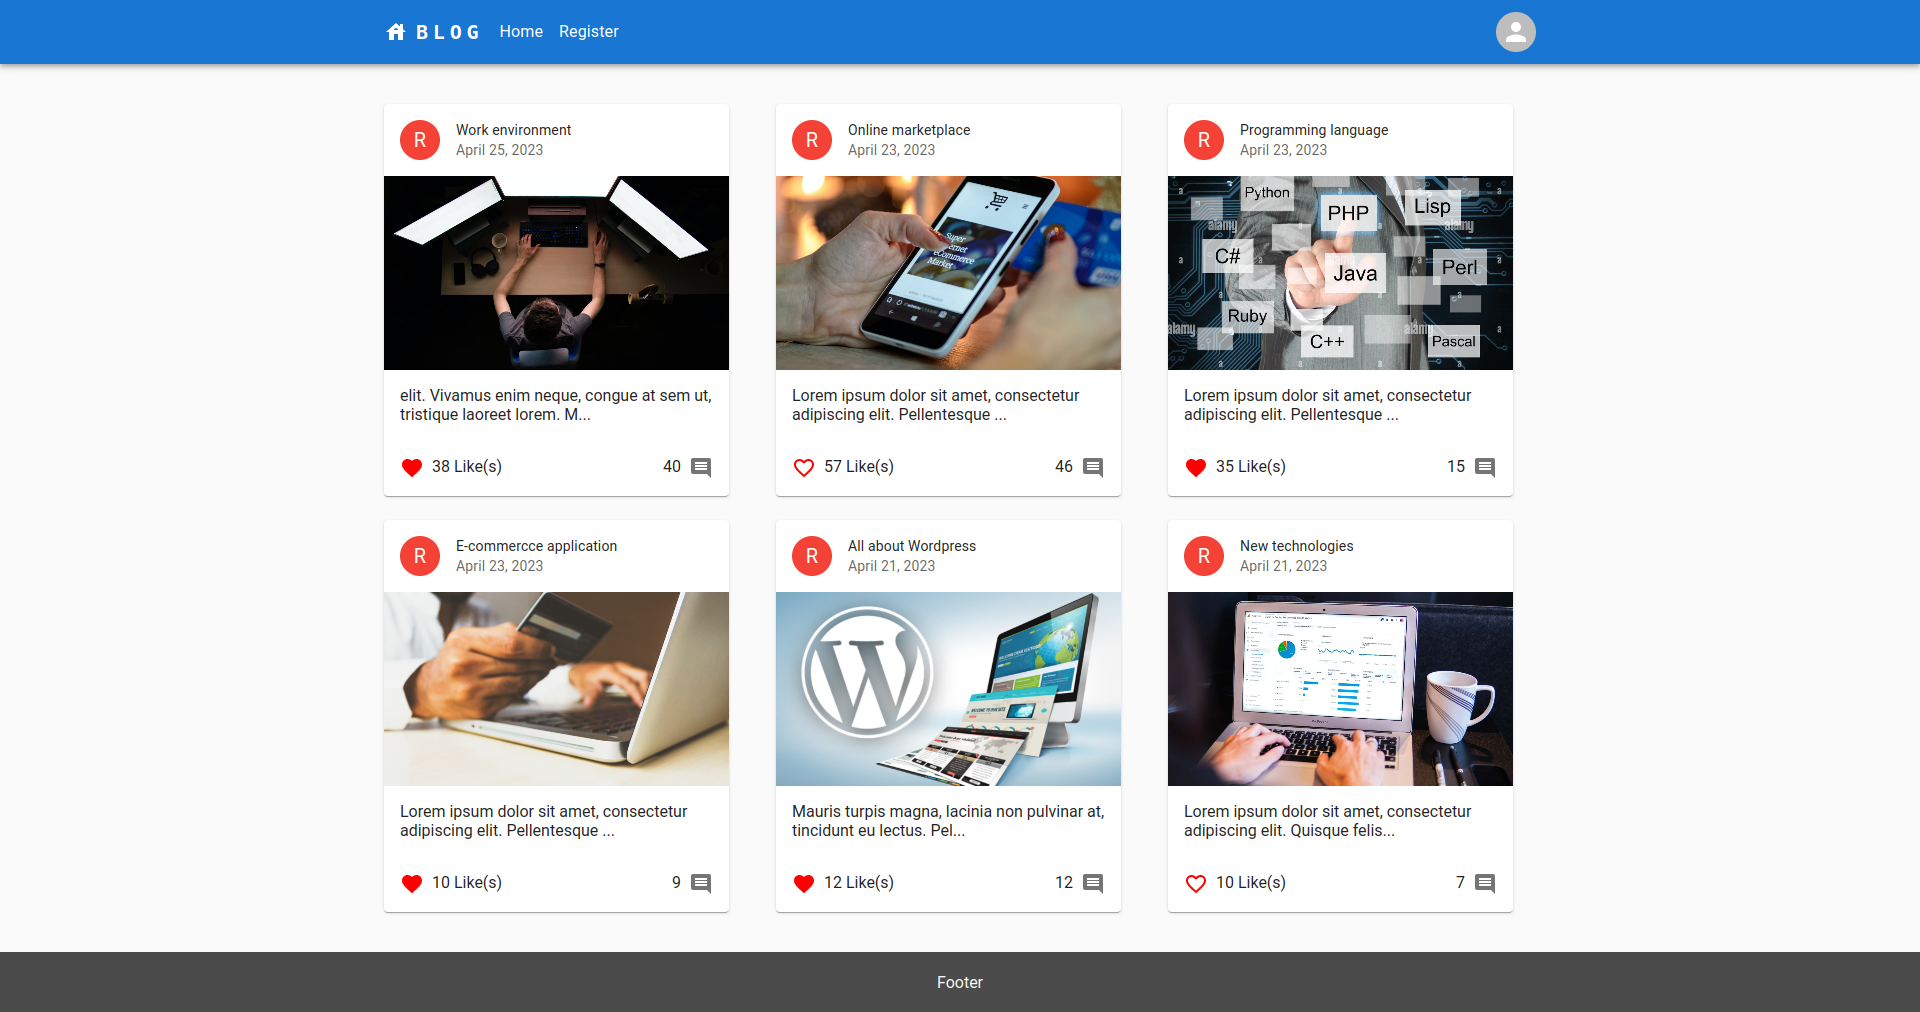 BLOG Home Register
R Work environment
April 25, 2023
elit. Vivamus enim neque, congue at sem ut,
tristique laoreet lorem. M...
38 Like(s) 40
R Online marketplace
April 23, 2023
Super
eCommerce
Market
Lorem ipsum dolor sit amet, consectetur
adipiscing elit. Pellentesque ...
57 Like(s) 46
R Programming language
April 23, 2023
Python
PHP
Lisp
C#
Java
Perl
Ruby
C++
Pascal
alamy
alamy
alamy
alamy
Lorem ipsum dolor sit amet, consectetur
adipiscing elit. Pellentesque ...
35 Like(s) 15
R E-commercce application
April 23, 2023
Lorem ipsum dolor sit amet, consectetur
adipiscing elit. Pellentesque ...
10 Like(s) 9
R All about Wordpress
April 21, 2023
W
Mauris turpis magna, lacinia non pulvinar at,
tincidunt eu lectus. Pel...
12 Like(s) 12
R New technologies
April 21, 2023
Lorem ipsum dolor sit amet, consectetur
adipiscing elit. Quisque felis...
10 Like(s) 7
Footer